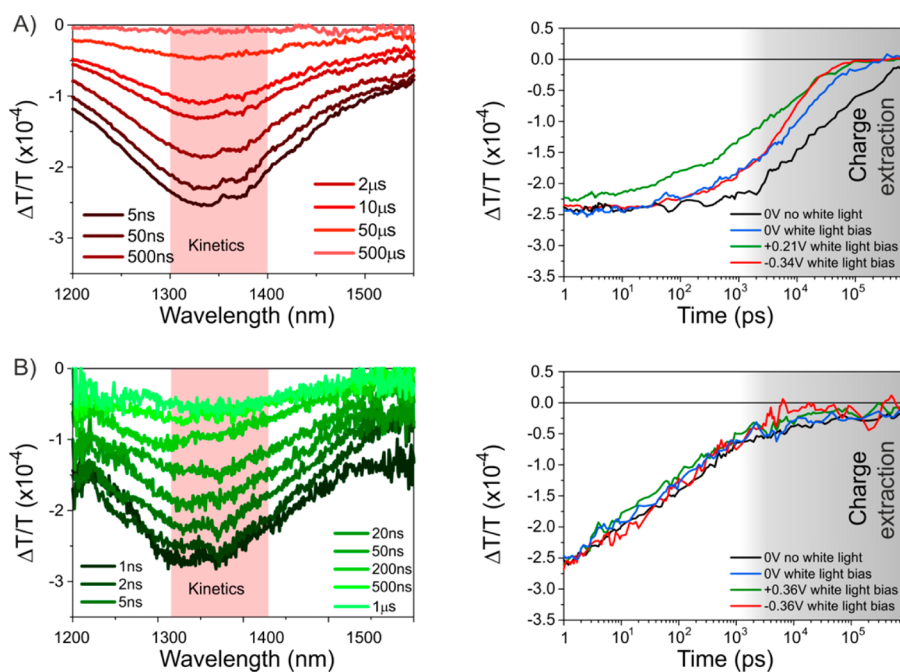 A)
0
-1
-2
-3
ΔT/T (x10⁻⁴)
5ns
50ns
500ns
Kinetics
2μs
10μs
50μs
500μs
1200 1300 1400 1500
Wavelength (nm)
0.5
0.0
-0.5
-1.0
-1.5
-2.0
-2.5
-3.0
-3.5
ΔT/T (x10⁻⁴)
Charge
extraction
0V no white light
0V white light bias
+0.21V white light bias
-0.34V white light bias
1 10¹ 10² 10³ 10⁴ 10⁵
Time (ps)
B)
0
-1
-2
-3
ΔT/T (x10⁻⁴)
1ns
2ns
5ns
Kinetics
20ns
50ns
200ns
500ns
1μs
1200 1300 1400 1500
Wavelength (nm)
0.5
0.0
-0.5
-1.0
-1.5
-2.0
-2.5
-3.0
-3.5
ΔT/T (x10⁻⁴)
Charge
extraction
0V no white light
0V white light bias
+0.36V white light bias
-0.36V white light bias
1 10¹ 10² 10³ 10⁴ 10⁵
Time (ps)